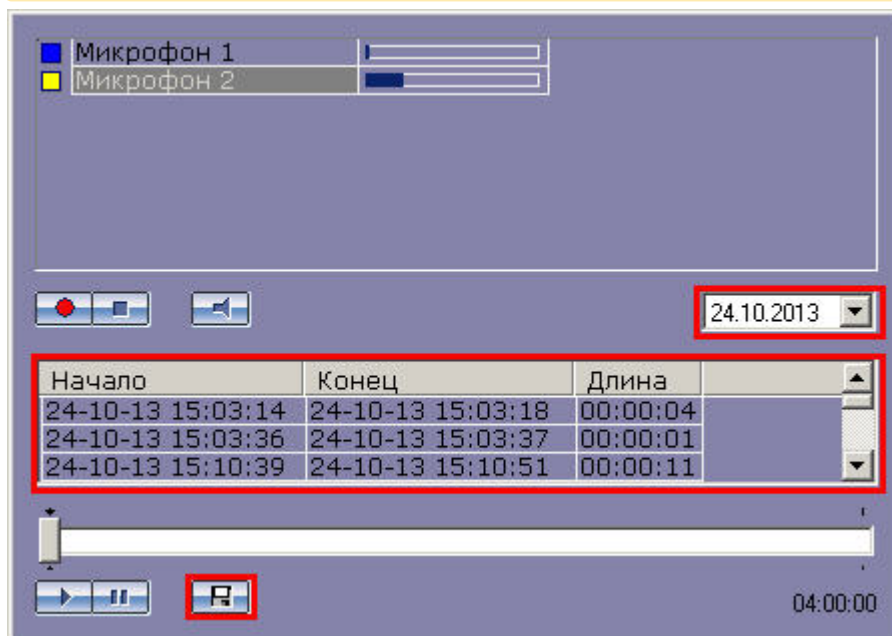 Микрофон 1
Микрофон 2
24.10.2013
Начало Конец Длина
24-10-13 15:03:14 24-10-13 15:03:18 00:00:04
24-10-13 15:03:36 24-10-13 15:03:37 00:00:01
24-10-13 15:10:39 24-10-13 15:10:51 00:00:11
04:00:00